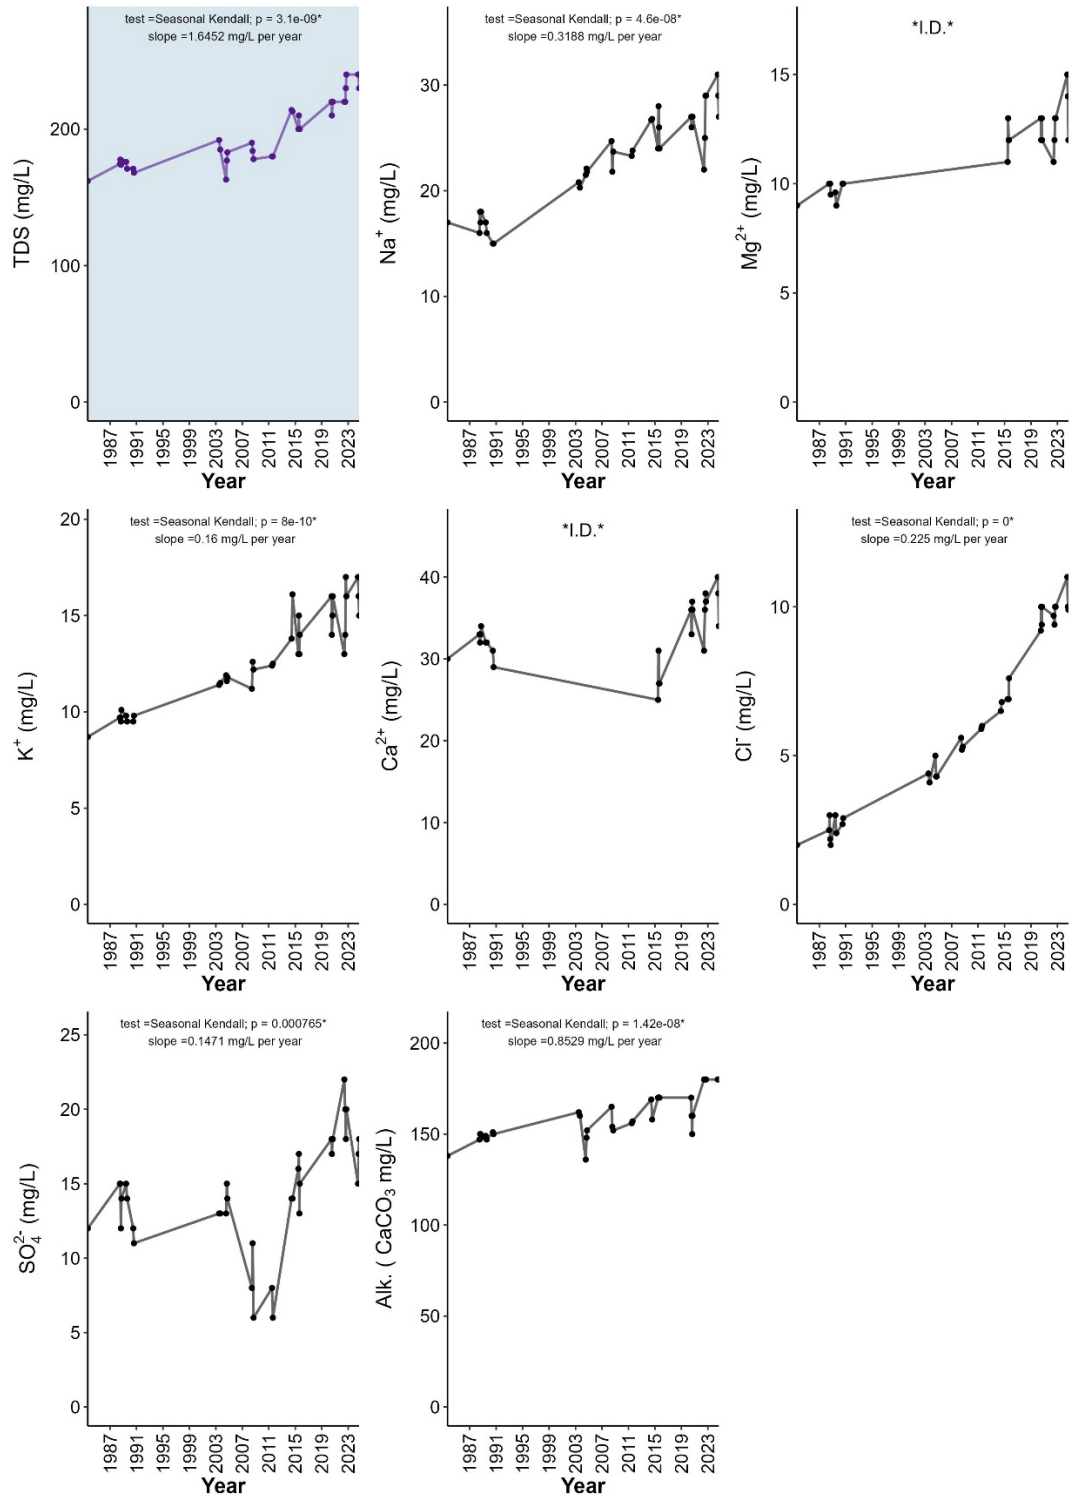 test =Seasonal Kendall; p = 3.1e-09*
slope =1.6452 mg/L per year
TDS (mg/L)
200
100
0
1987 1991 1995 1999 2003 2007 2011 2015 2019 2023
Year
test =Seasonal Kendall; p = 4.6e-08*
slope =0.3188 mg/L per year
Na⁺ (mg/L)
30
20
10
0
1987 1991 1995 1999 2003 2007 2011 2015 2019 2023
Year
*I.D.*
Mg²⁺ (mg/L)
15
10
5
0
1987 1991 1995 1999 2003 2007 2011 2015 2019 2023
Year
test =Seasonal Kendall; p = 8e-10*
slope =0.16 mg/L per year
K⁺ (mg/L)
20
15
10
5
0
1987 1991 1995 1999 2003 2007 2011 2015 2019 2023
Year
*I.D.*
Ca²⁺ (mg/L)
40
30
20
10
0
1987 1991 1995 1999 2003 2007 2011 2015 2019 2023
Year
test =Seasonal Kendall; p = 0*
slope =0.225 mg/L per year
Cl⁻ (mg/L)
10
5
0
1987 1991 1995 1999 2003 2007 2011 2015 2019 2023
Year
test =Seasonal Kendall; p = 0.000765*
slope =0.1471 mg/L per year
SO₄²⁻ (mg/L)
25
20
15
10
5
0
1987 1991 1995 1999 2003 2007 2011 2015 2019 2023
Year
test =Seasonal Kendall; p = 1.42e-08*
slope =0.8529 mg/L per year
Alk. ( CaCO₃ mg/L)
200
150
100
50
0
1987 1991 1995 1999 2003 2007 2011 2015 2019 2023
Year